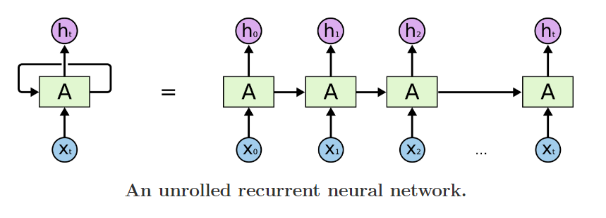 hₜ h₀ h₁ h₂ hₜ
A = A A A A
xₜ x₀ x₁ x₂ ... xₜ
An unrolled recurrent neural network.